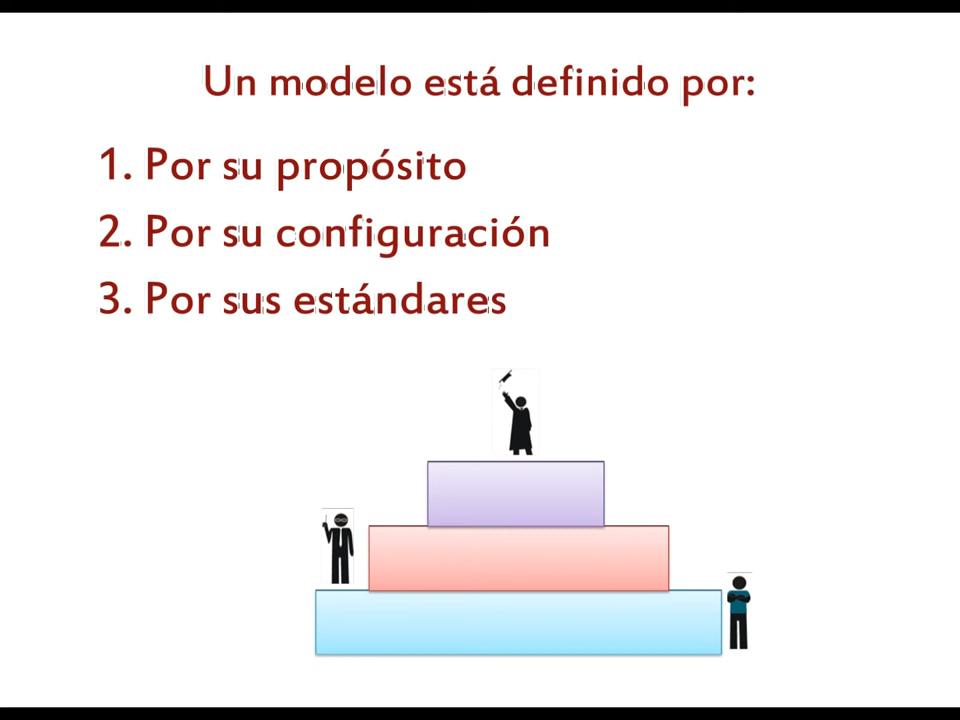 Un modelo está definido por:
1. Por su propósito
2. Por su configuración
3. Por sus estándares